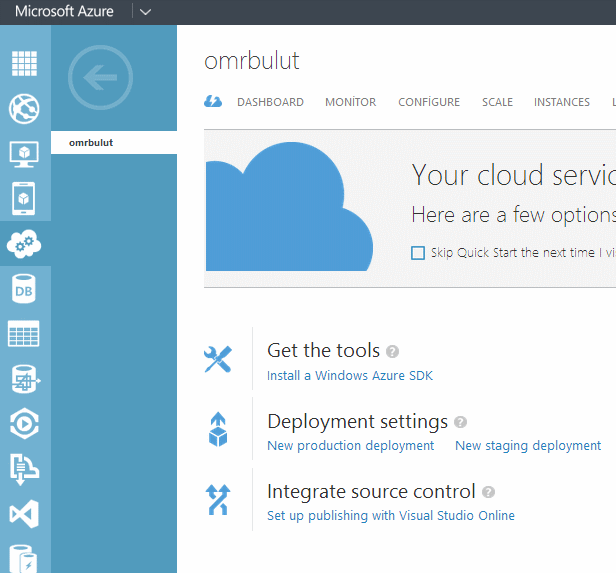 Microsoft Azure
omrbulut
omrbulut
DASHBOARD MONİTOR CONFİGURE SCALE INSTANCES
Your cloud servic
Here are a few options
Skip Quick Start the next time I vi
DB
Get the tools ?
Install a Windows Azure SDK
Deployment settings ?
New production deployment New staging deployment
Integrate source control ?
Set up publishing with Visual Studio Online